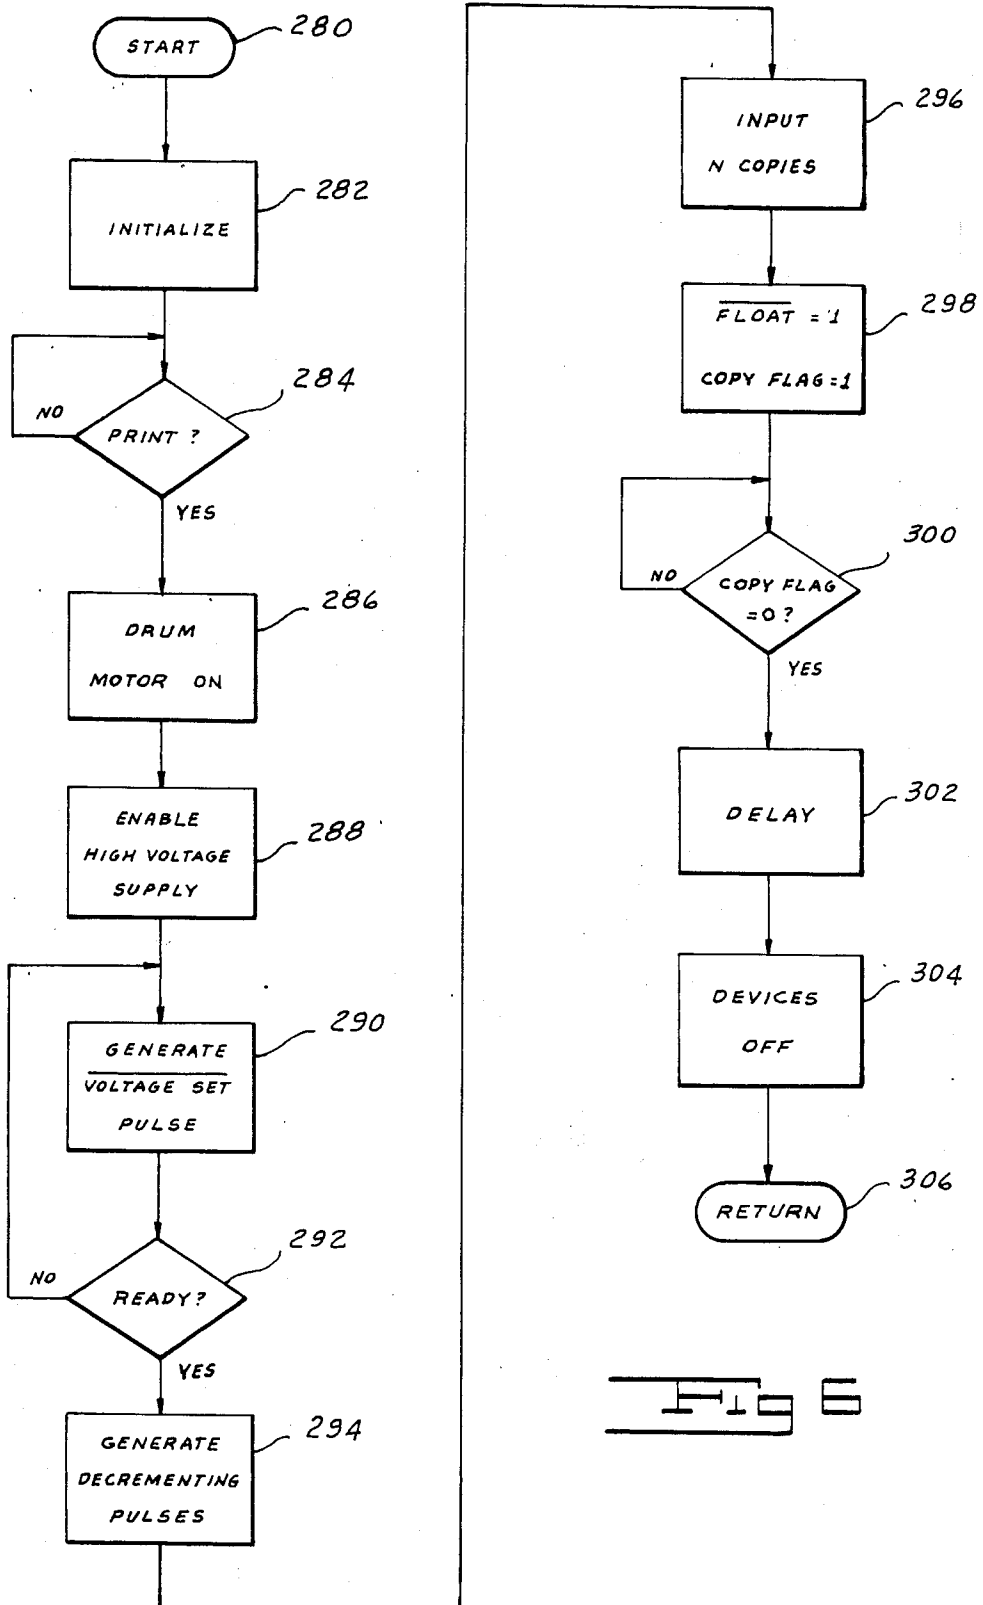 START
280
INITIALIZE
282
PRINT ?
284
NO
YES
DRUM
MOTOR ON
286
ENABLE
HIGH VOLTAGE
SUPPLY
288
GENERATE
VOLTAGE SET
PULSE
290
READY?
292
NO
YES
GENERATE
DECREMENTING
PULSES
294
INPUT
N COPIES
296
FLOAT = 1
COPY FLAG = 1
298
COPY FLAG
= 0 ?
300
NO
YES
DELAY
302
DEVICES
OFF
304
RETURN
306
Fig 6